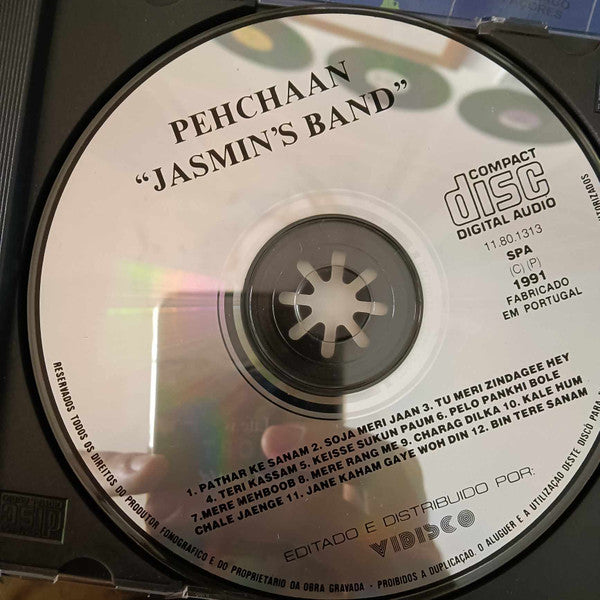 PEHCHAAN
"JASMIN'S BAND"
COMPACT
disc
DIGITAL AUDIO
11.80.1313
SPA
(C) (P)
1991
FABRICADO
EM PORTUGAL
1. PATHAR KE SANAM 2. SOJA MERI JAAN 3. TU MERI ZINDAGEE HEY
4. TERI KASSAM 5. KEISSE SUKUN PAUM 6. PELO PANKHI BOLE
7.MERE MEHBOOB 8. MERE RANG ME 9. CHARAG DILKA 10. KALE HUM
CHALE JAENGE 11. JANE KAHAM GAYE WOH DIN 12. BIN TERE SANAM
EDITADO E DISTRIBUIDO POR:
VIDISCO
RESERVADOS TODOS OS DIREITOS DO PRODUTOR FONOGRAFICO E DO PROPRIETARIO DA OBRA GRAVADA - PROIBIDOS A DUPLICAÇÃO, O ALUGUER E A UTILIZAÇÃO DESTE DISCO PARA